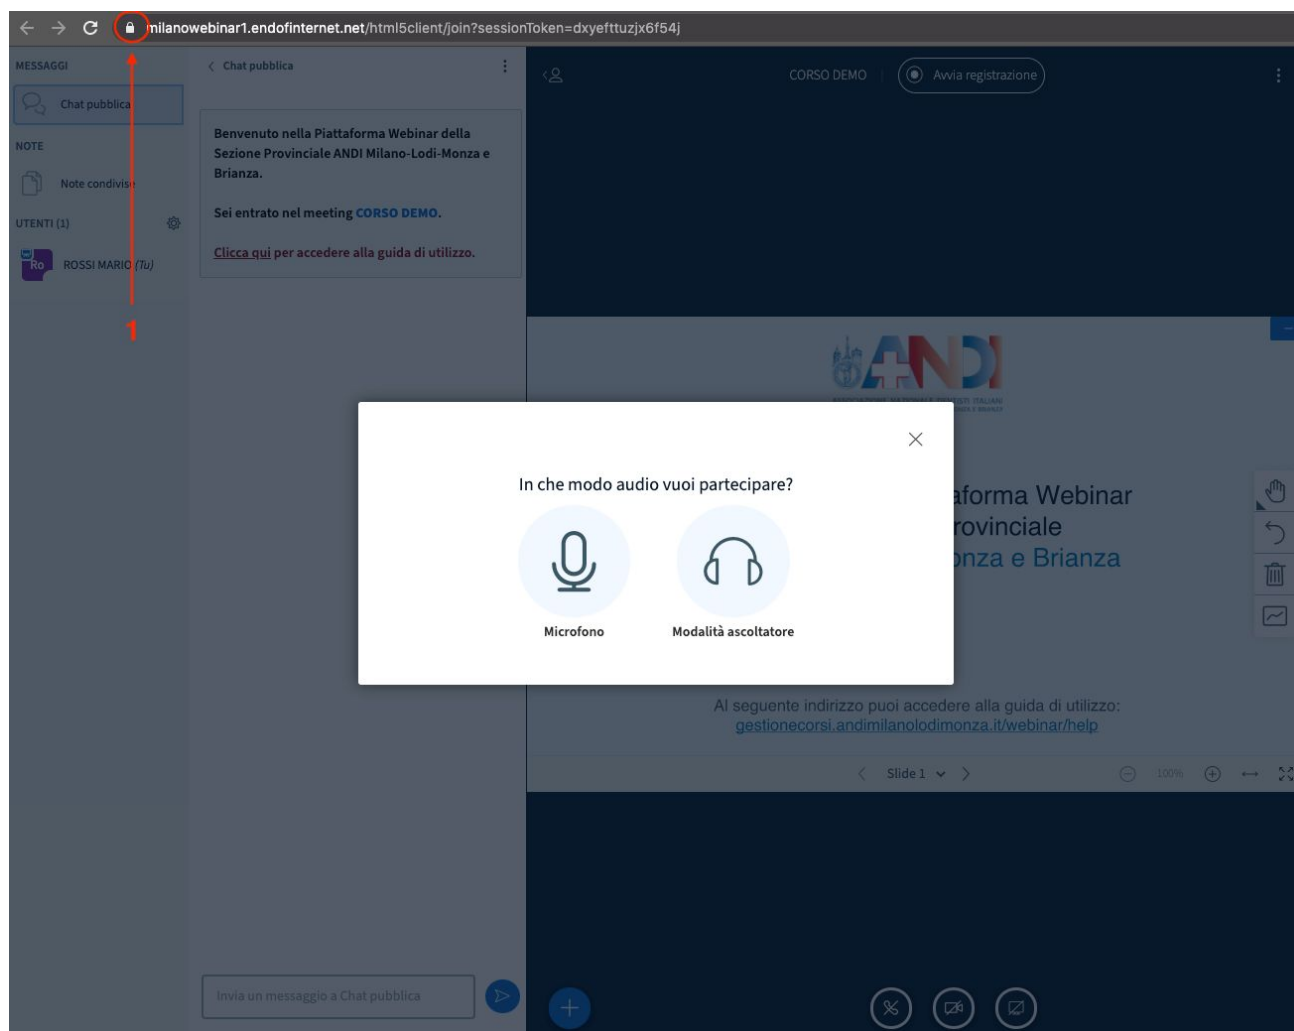 milanowebinar1.endofinternet.net/html5client/join?sessionToken=dxyefttuzjx6f54j
MESSAGGI
Chat pubblica
NOTE
Note condivise
UTENTI (1)
Ro
ROSSI MARIO (Tu)
1
Chat pubblica
Benvenuto nella Piattaforma Webinar della
Sezione Provinciale ANDI Milano-Lodi-Monza e
Brianza.
Sei entrato nel meeting CORSO DEMO.
Clicca qui per accedere alla guida di utilizzo.
Invia un messaggio a Chat pubblica
CORSO DEMO
Avvia registrazione
ANDI
ASSOCIAZIONE NAZIONALE DENTISTI ITALIANI
aforma Webinar
rovinciale
onza e Brianza
In che modo audio vuoi partecipare?
Microfono
Modalità ascoltatore
Al seguente indirizzo puoi accedere alla guida di utilizzo:
gestionecorsi.andimilanolodimonza.it/webinar/help
Slide 1
100%